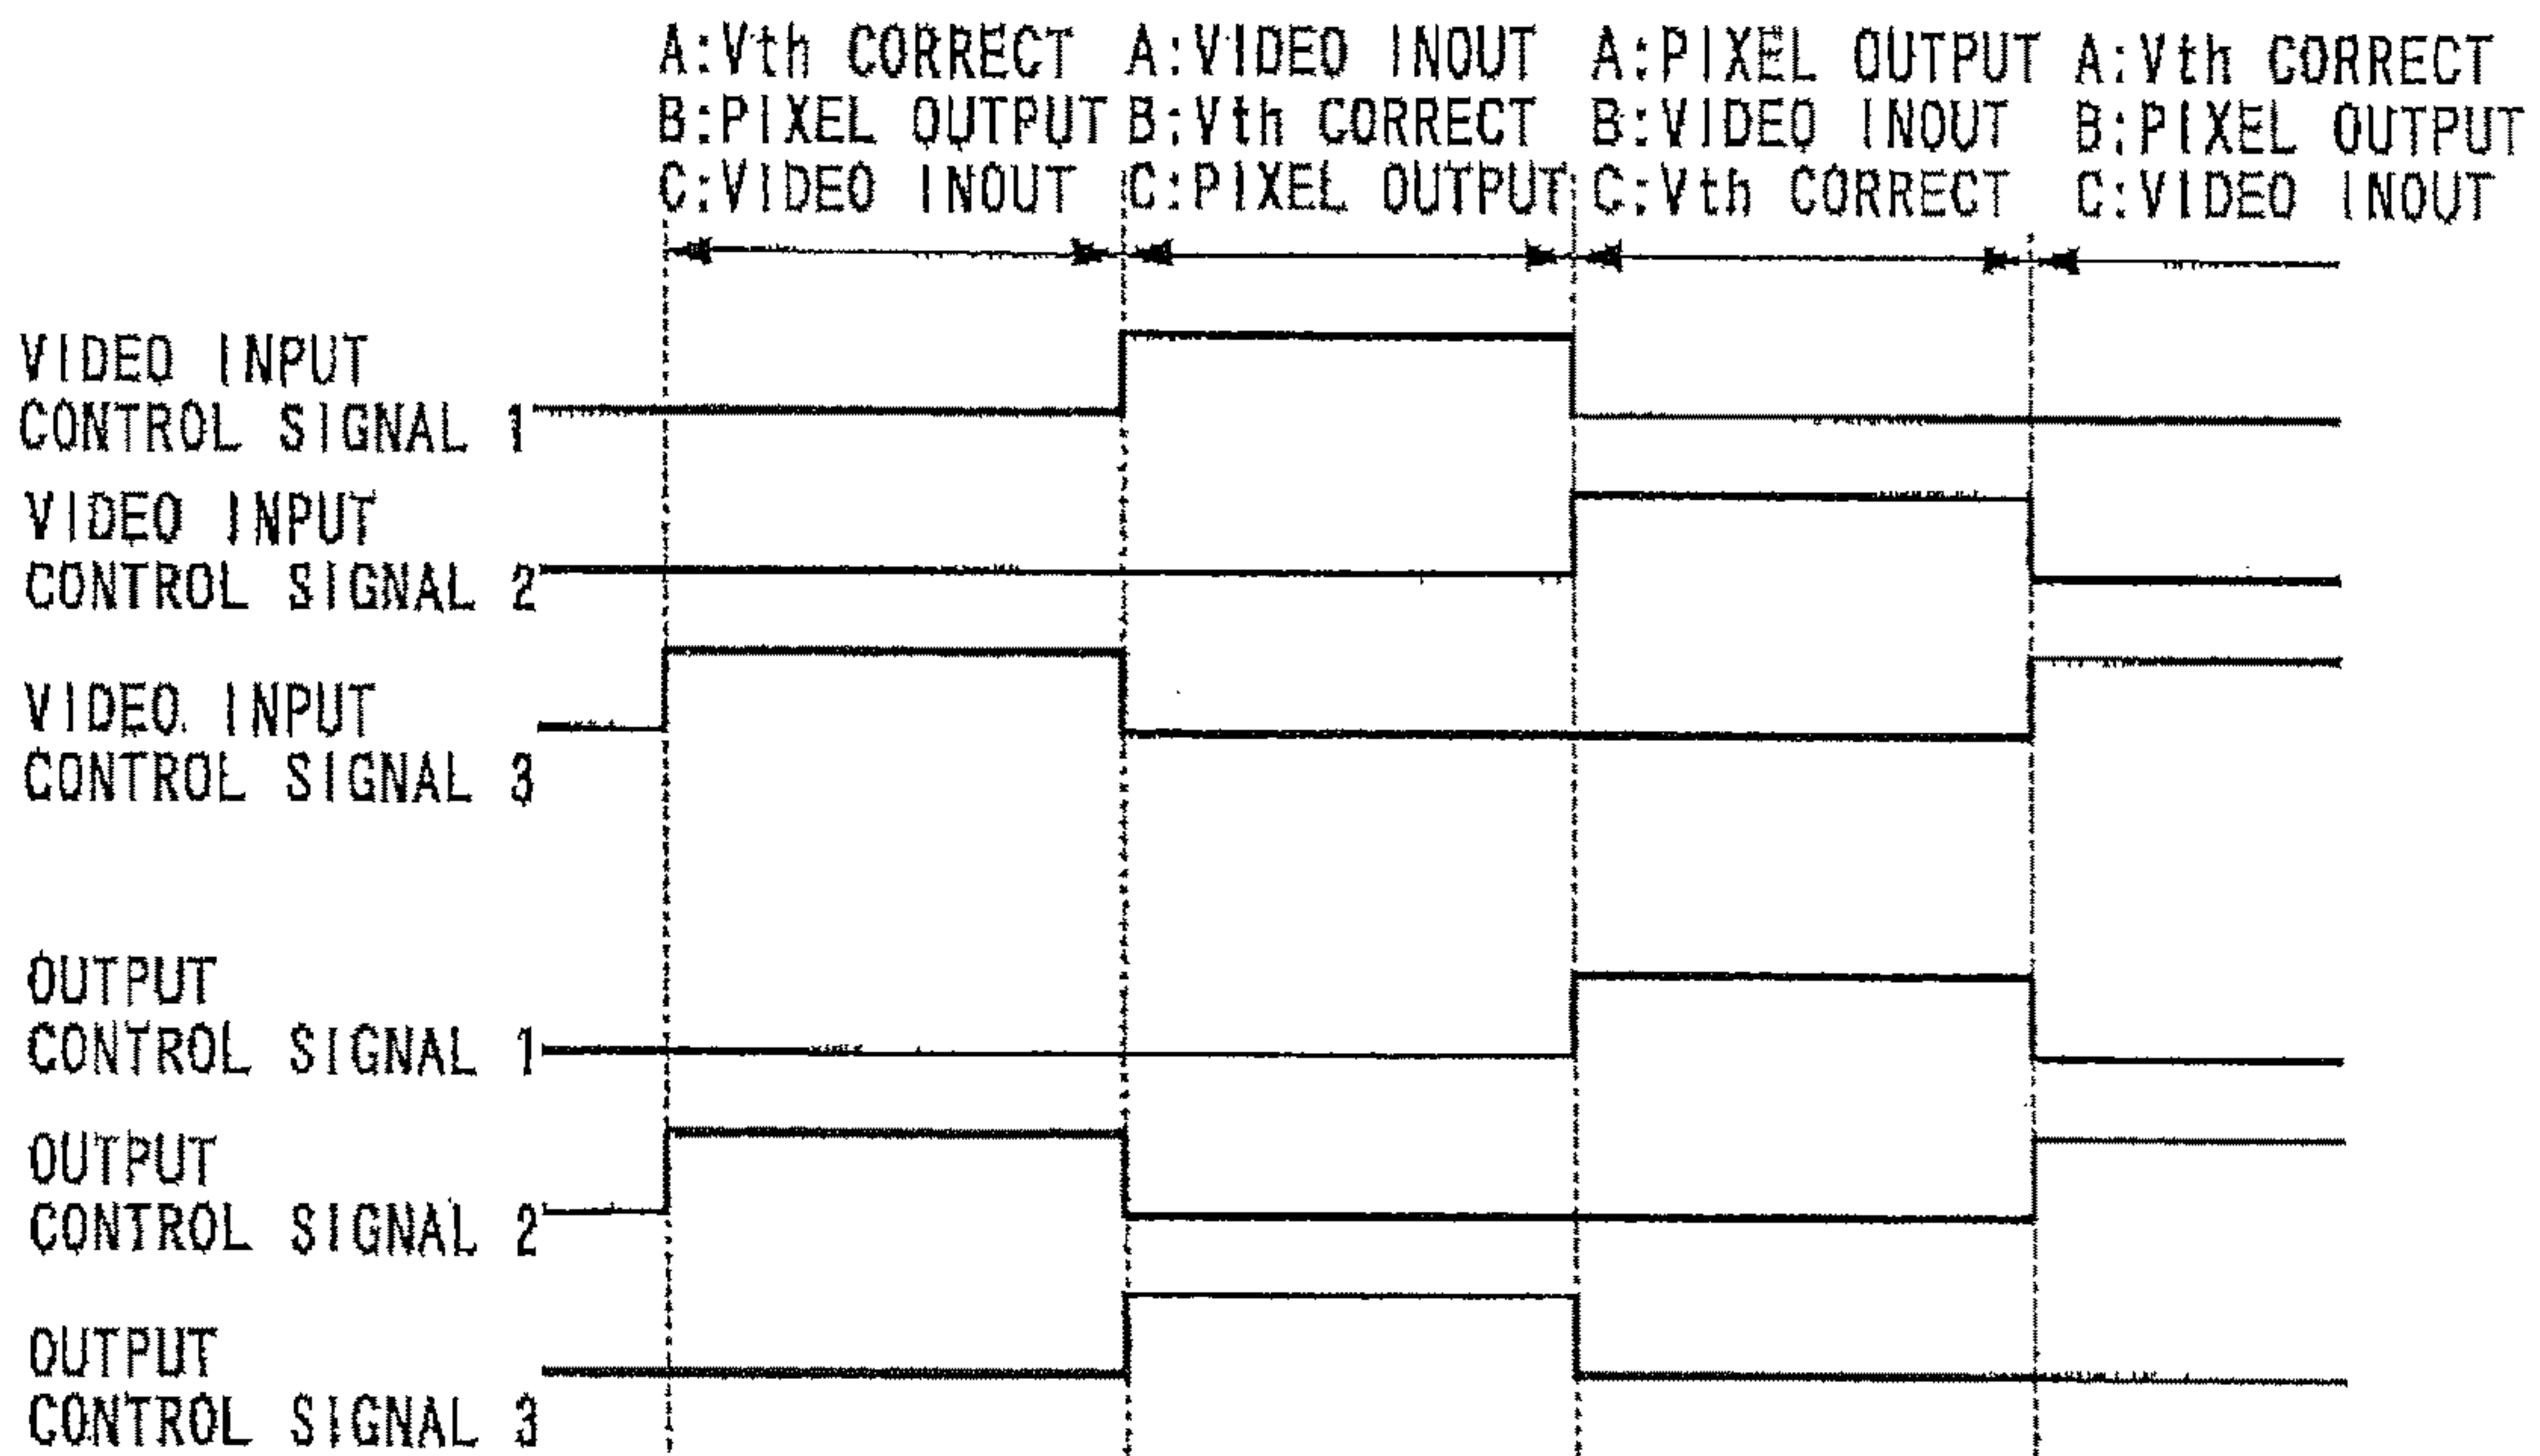 A:Vth CORRECT A:VIDEO INOUT A:PIXEL OUTPUT A:Vth CORRECT
B:PIXEL OUTPUT B:Vth CORRECT B:VIDEO INOUT B:PIXEL OUTPUT
C:VIDEO INOUT C:PIXEL OUTPUT C:Vth CORRECT C:VIDEO INOUT
VIDEO INPUT
CONTROL SIGNAL 1
VIDEO INPUT
CONTROL SIGNAL 2
VIDEO INPUT
CONTROL SIGNAL 3
OUTPUT
CONTROL SIGNAL 1
OUTPUT
CONTROL SIGNAL 2
OUTPUT
CONTROL SIGNAL 3